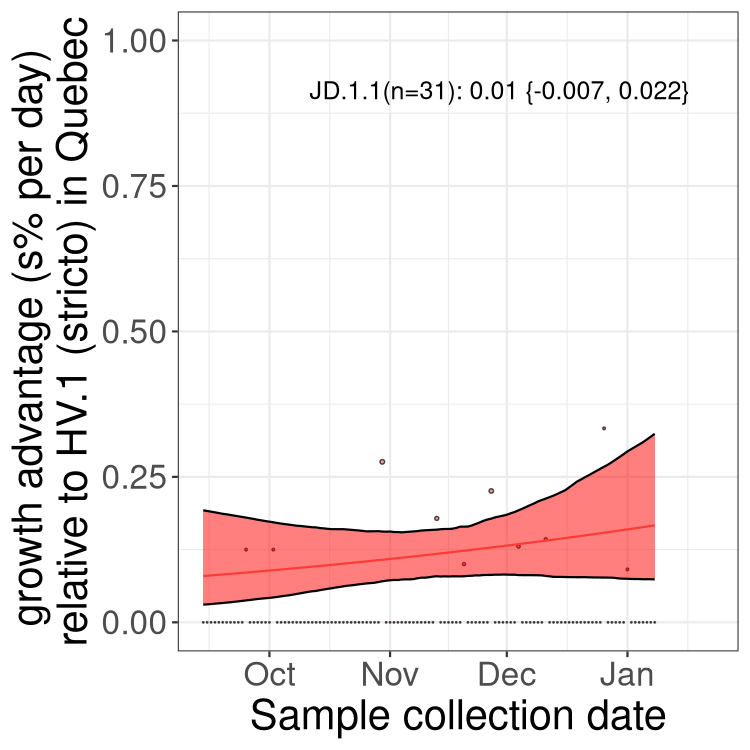 growth advantage (s% per day)
relative to HV.1 (stricto) in Quebec
1.00
0.75
0.50
0.25
0.00
JD.1.1(n=31): 0.01 {-0.007, 0.022}
Oct Nov Dec Jan
Sample collection date